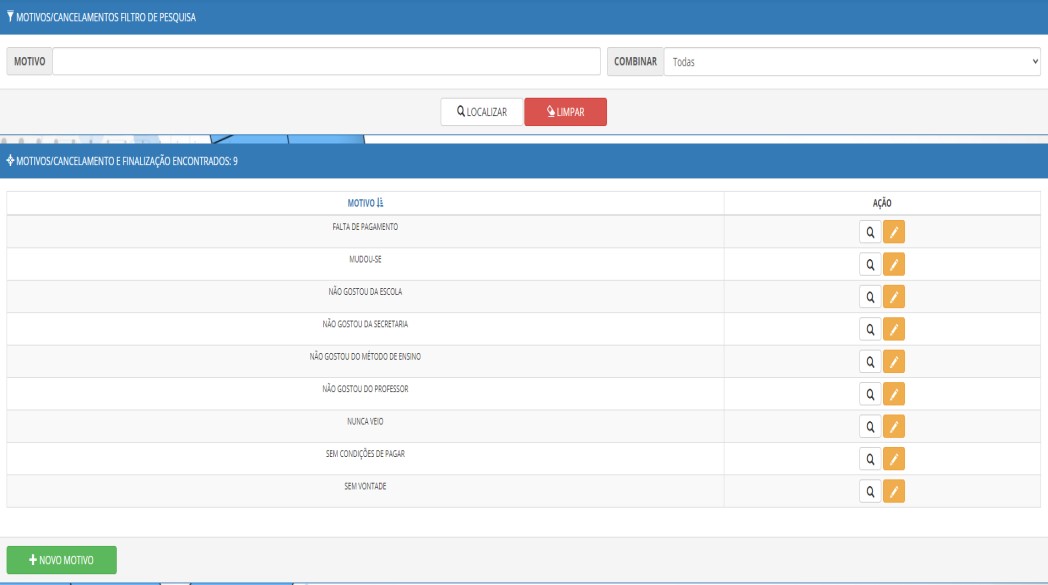 MOTIVOS/CANCELAMENTOS FILTRO DE PESQUISA
MOTIVO
COMBINAR Todas
LOCALIZAR LIMPAR
MOTIVOS/CANCELAMENTO E FINALIZAÇÃO ENCONTRADOS: 9
MOTIVO AÇÃO
FALTA DE PAGAMENTO
MUDOU-SE
NÃO GOSTOU DA ESCOLA
NÃO GOSTOU DA SECRETARIA
NÃO GOSTOU DO MÉTODO DE ENSINO
NÃO GOSTOU DO PROFESSOR
NUNCA VEIO
SEM CONDIÇÕES DE PAGAR
SEM VONTADE
NOVO MOTIVO